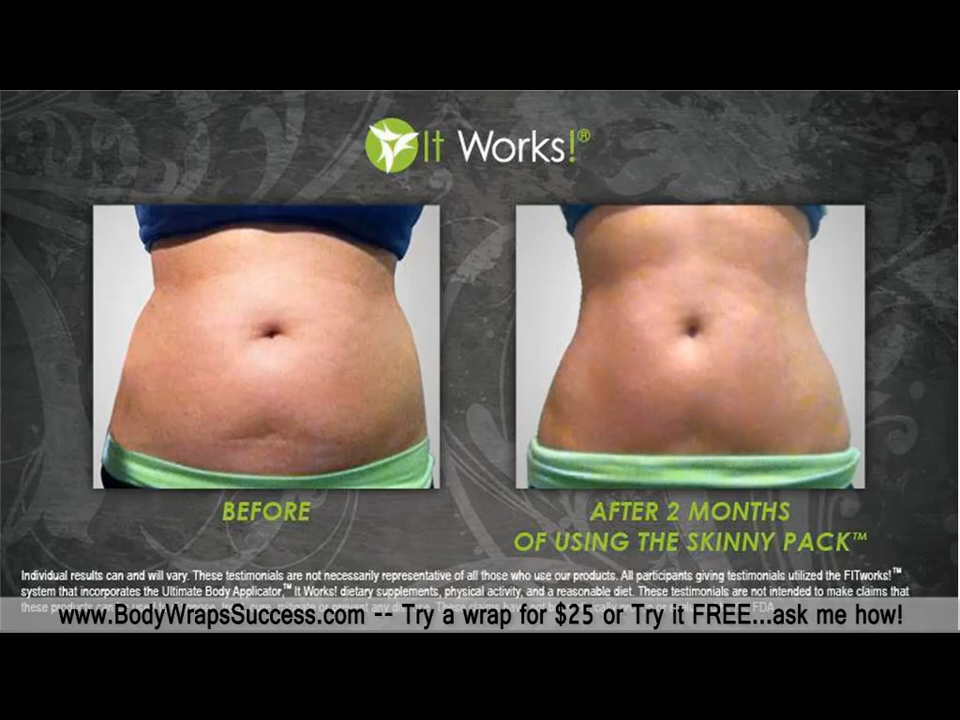 It Works!®
BEFORE
AFTER 2 MONTHS
OF USING THE SKINNY PACK™
Individual results can and will vary. These testimonials are not necessarily representative of all those who use our products. All participants giving testimonials utilized the FITworks!™
system that incorporates the Ultimate Body Applicator,™ It Works! dietary supplements, physical activity, and a reasonable diet. These testimonials are not intended to make claims that
these FDA
www.BodyWrapsSuccess.com -- Try a wrap for $25 or Try it FREE...ask me how!